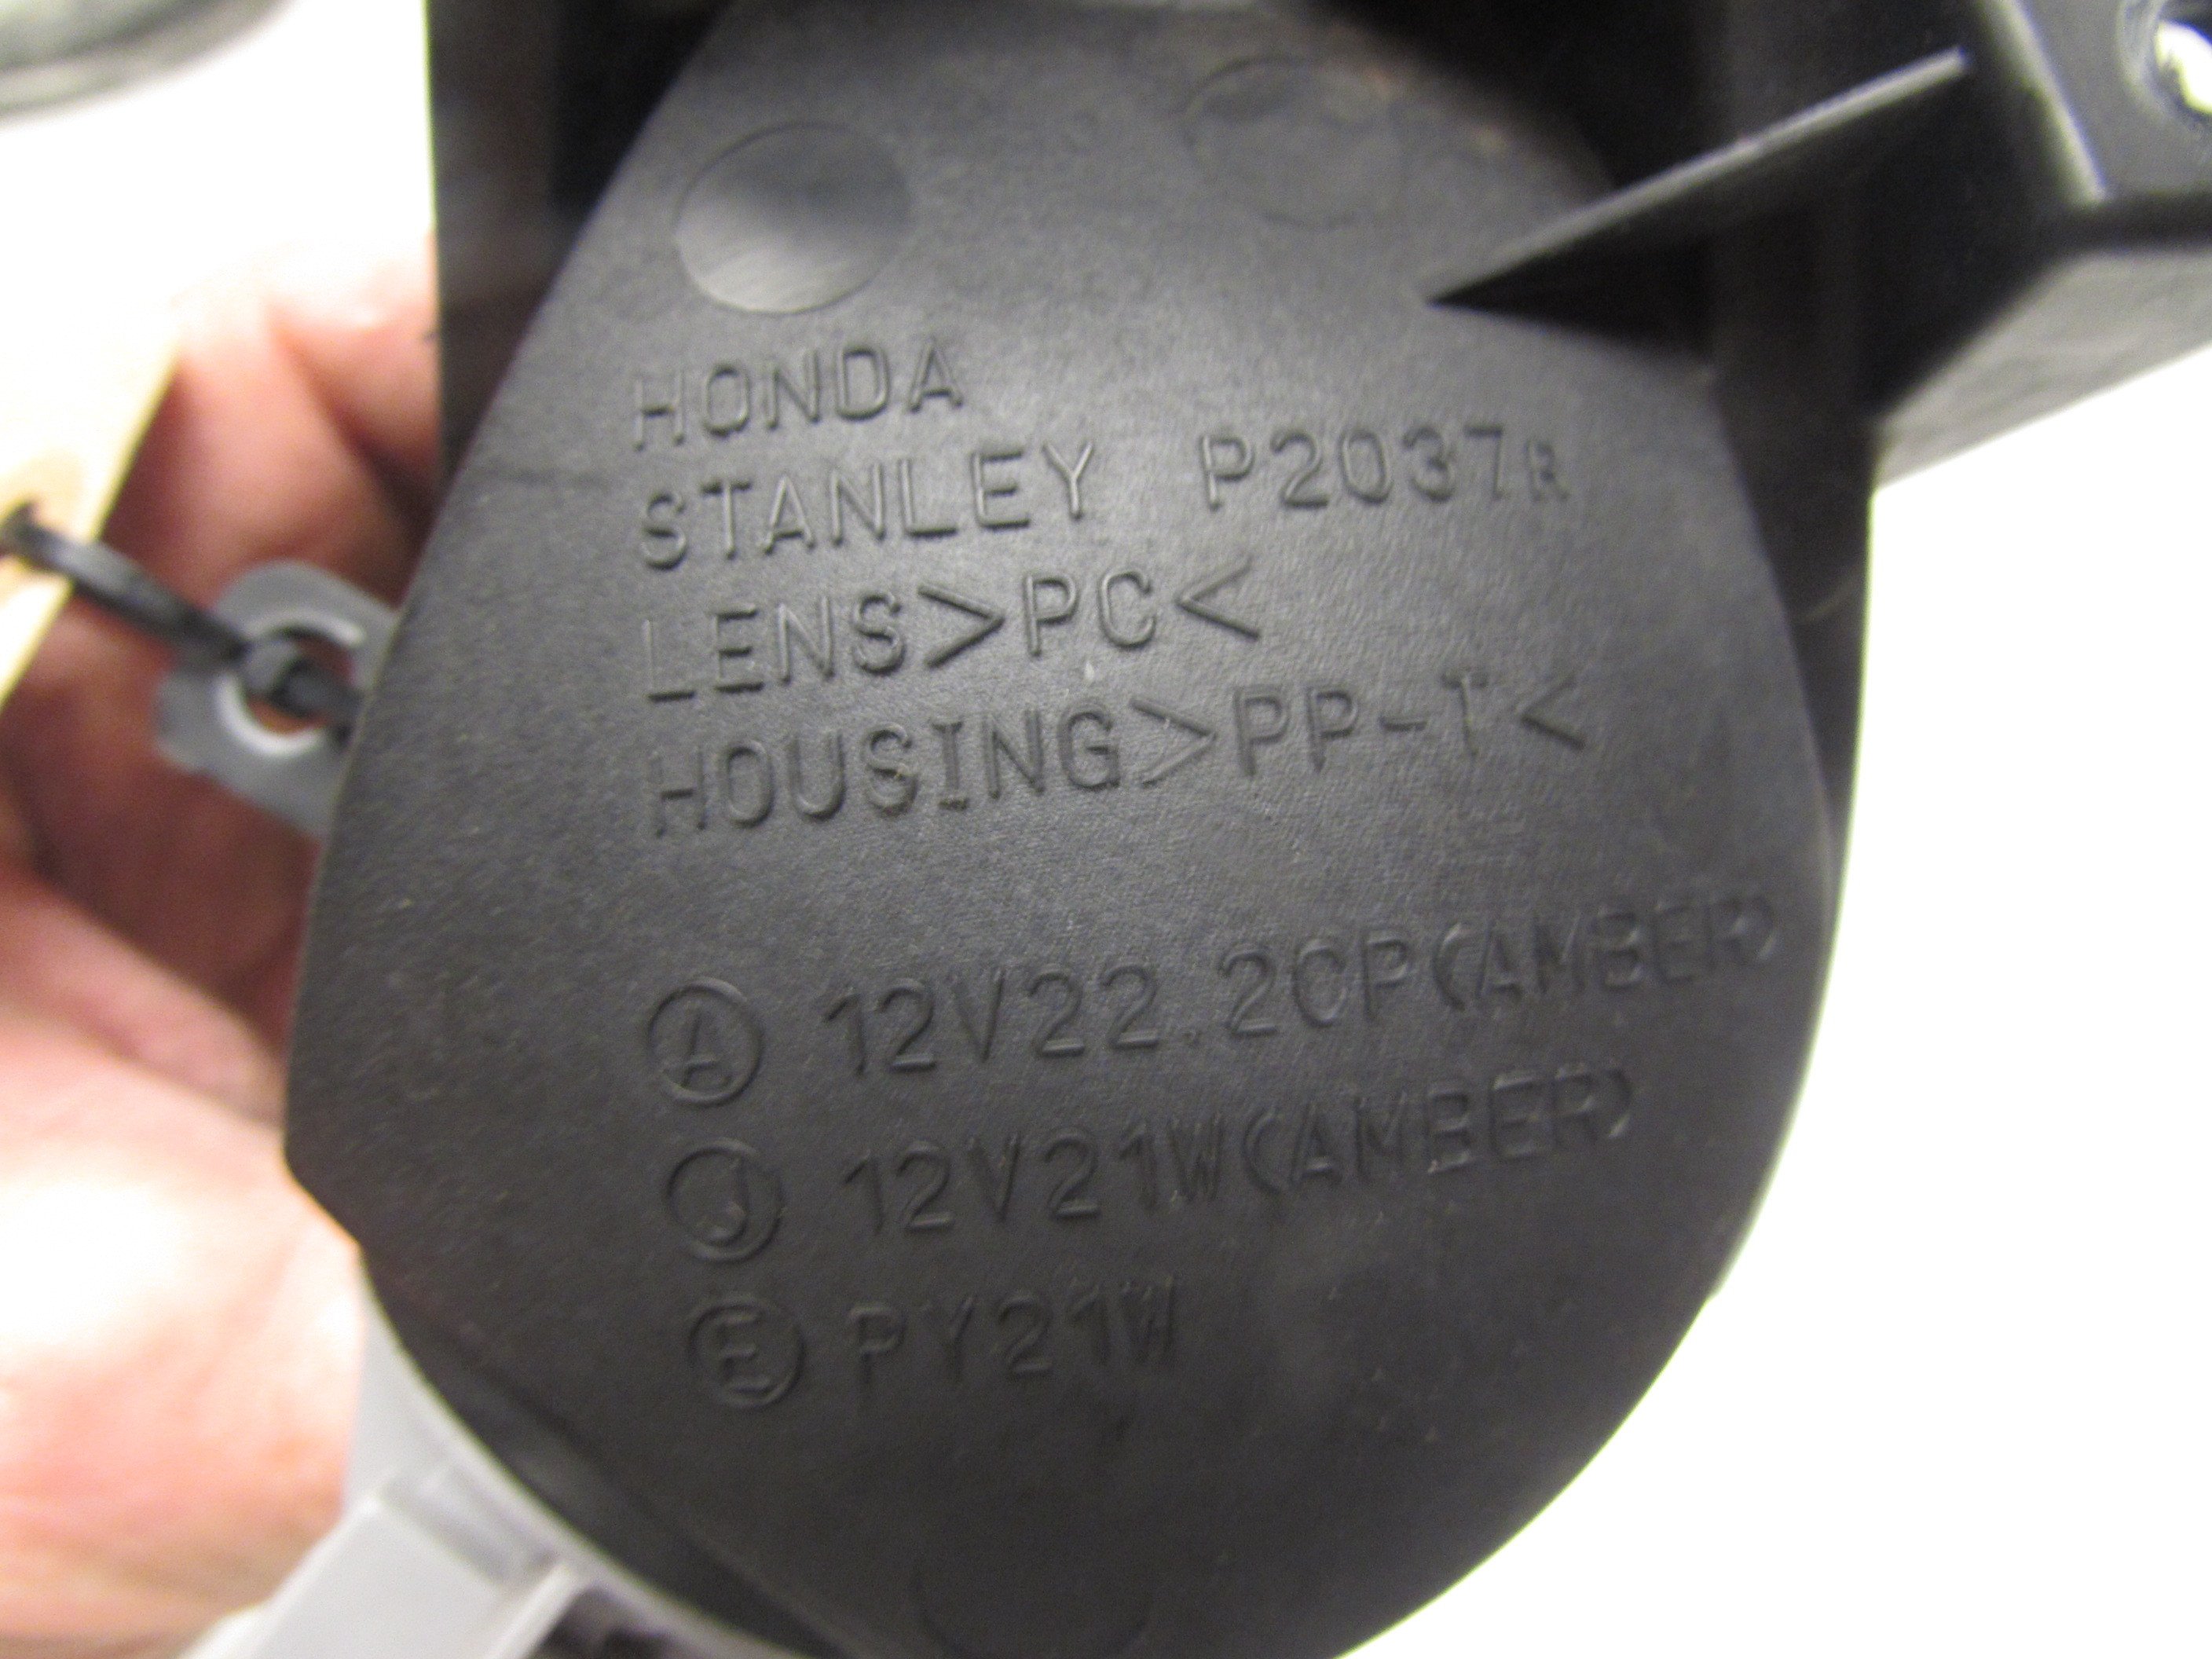 HONDA
STANLEY P2037R
LENS>PC<
HOUSING>PP-T<
Ⓐ 12V22.2CP(AMBER)
Ⓙ 12V21W(AMBER)
Ⓔ PY21W